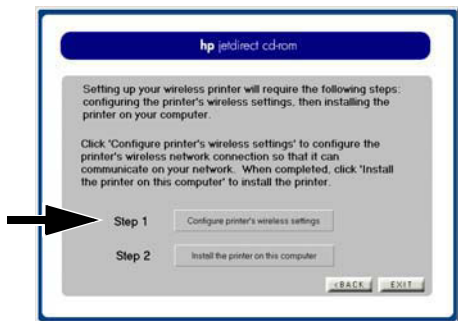 hp jetdirect cd-rom
Setting up your wireless printer will require the following steps:
configuring the printer's wireless settings, then installing the
printer on your computer.
Click 'Configure printer's wireless settings' to configure the
printer's wireless network connection so that it can
communicate on your network. When completed, click 'Install
the printer on this computer' to install the printer.
Step 1 Configure printer's wireless settings
Step 2 Install the printer on this computer
<BACK EXIT